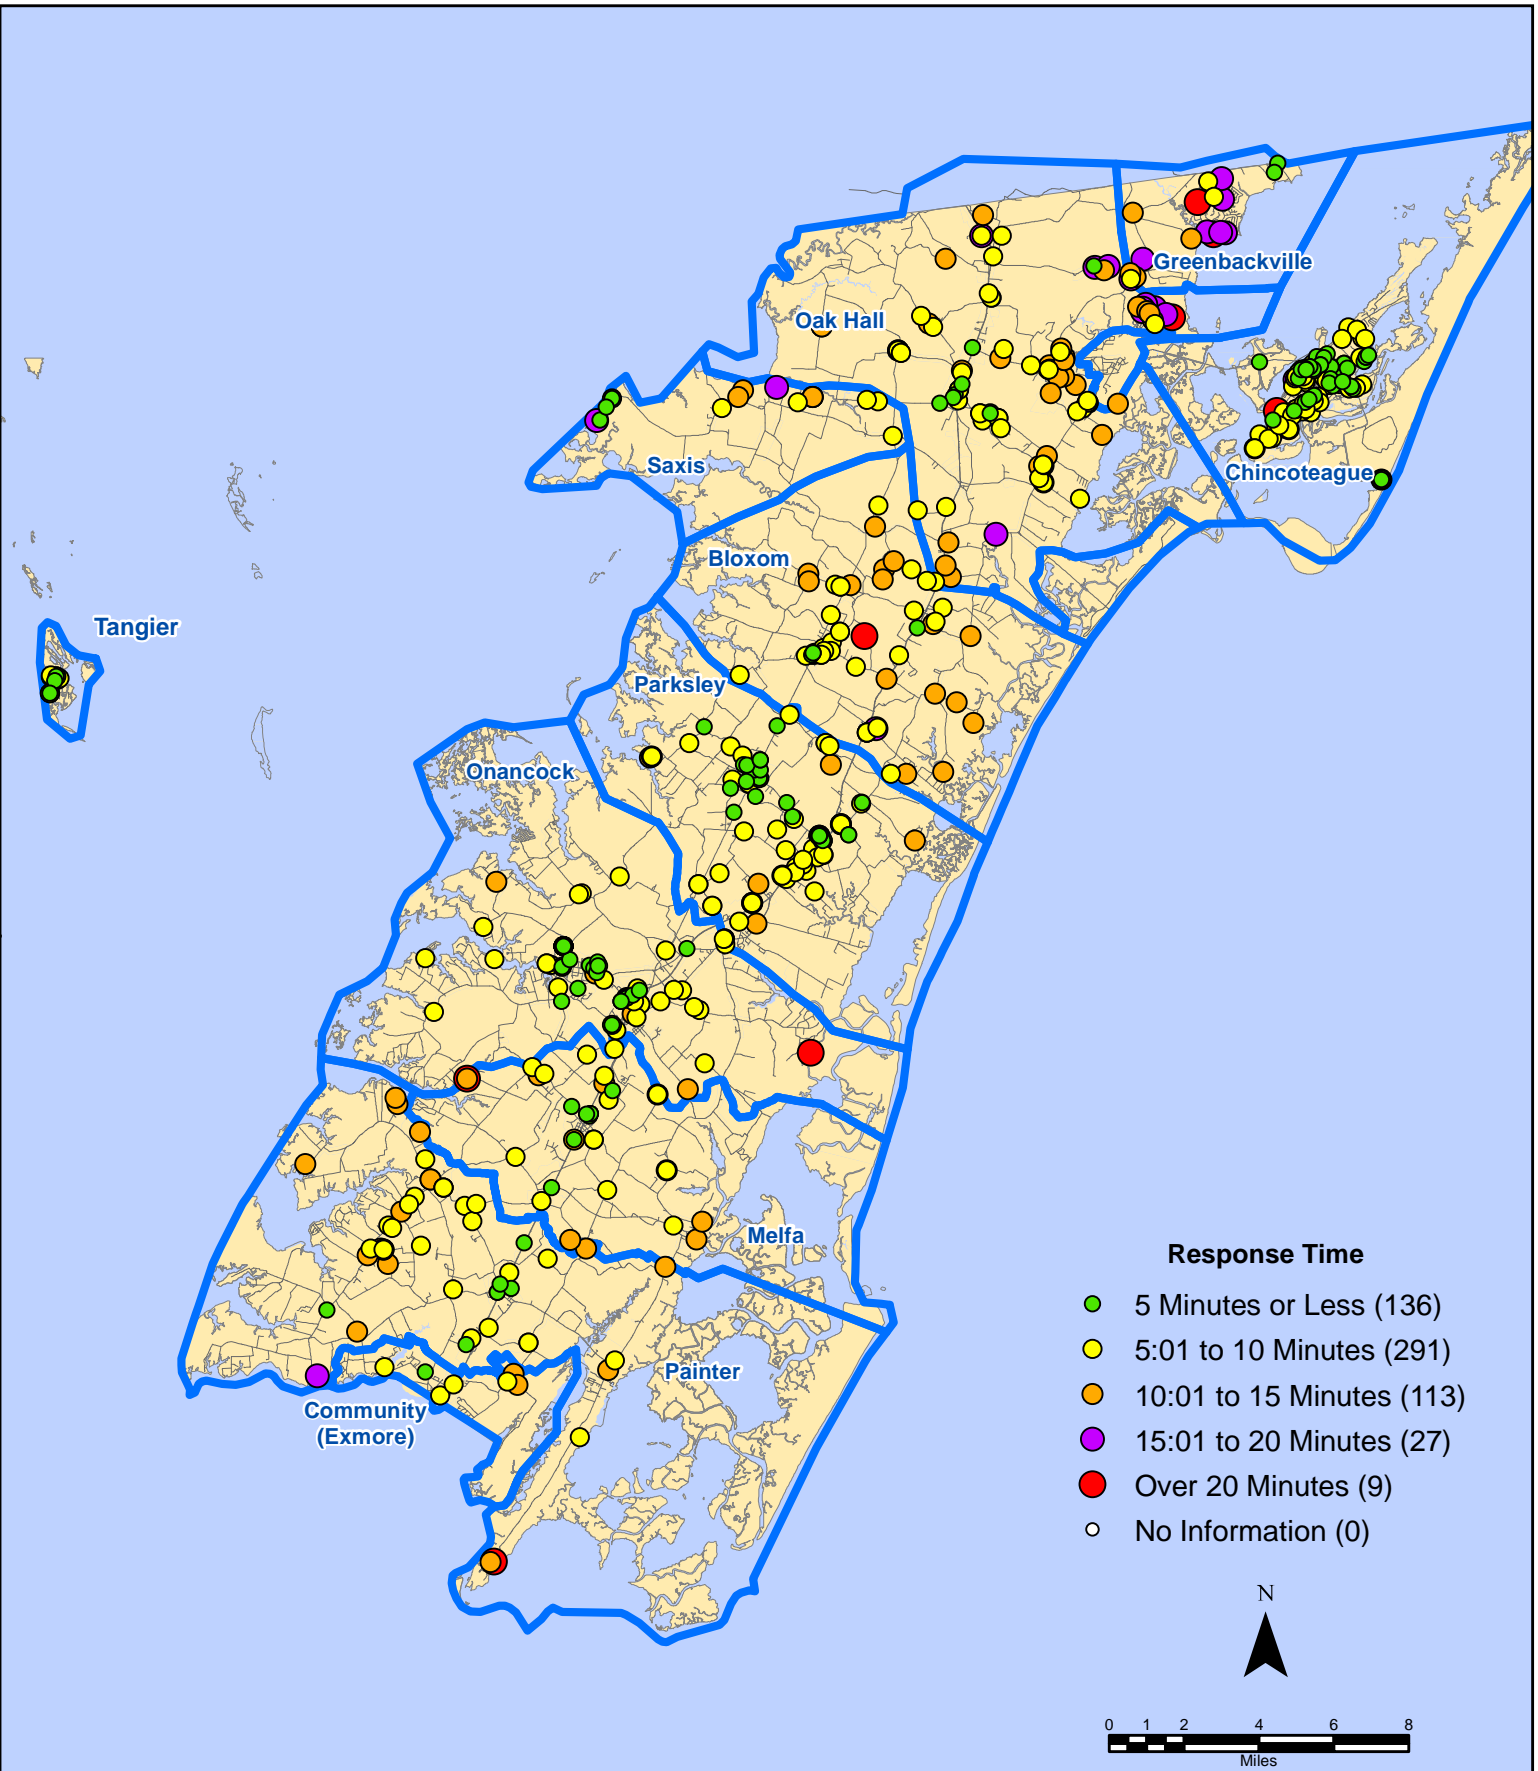 Greenbackville
Oak Hall
Saxis
Chincoteague
Bloxom
Tangier
Parksley
Onancock
Melfa
Painter
Community
(Exmore)
Response Time
5 Minutes or Less (136)
5:01 to 10 Minutes (291)
10:01 to 15 Minutes (113)
15:01 to 20 Minutes (27)
Over 20 Minutes (9)
No Information (0)
N
0 1 2 4 6 8
Miles